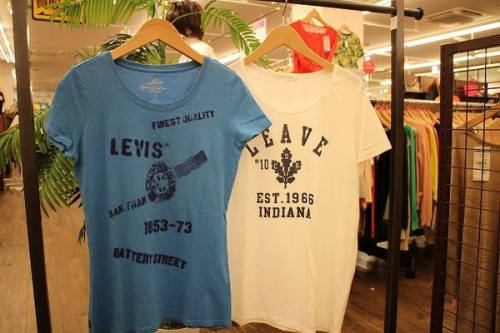 FINEST QUALITY
LEVIS
SAN.FRAN
1853-73
BATTERY STREET
LEAVE
"10
EST.1966
INDIANA